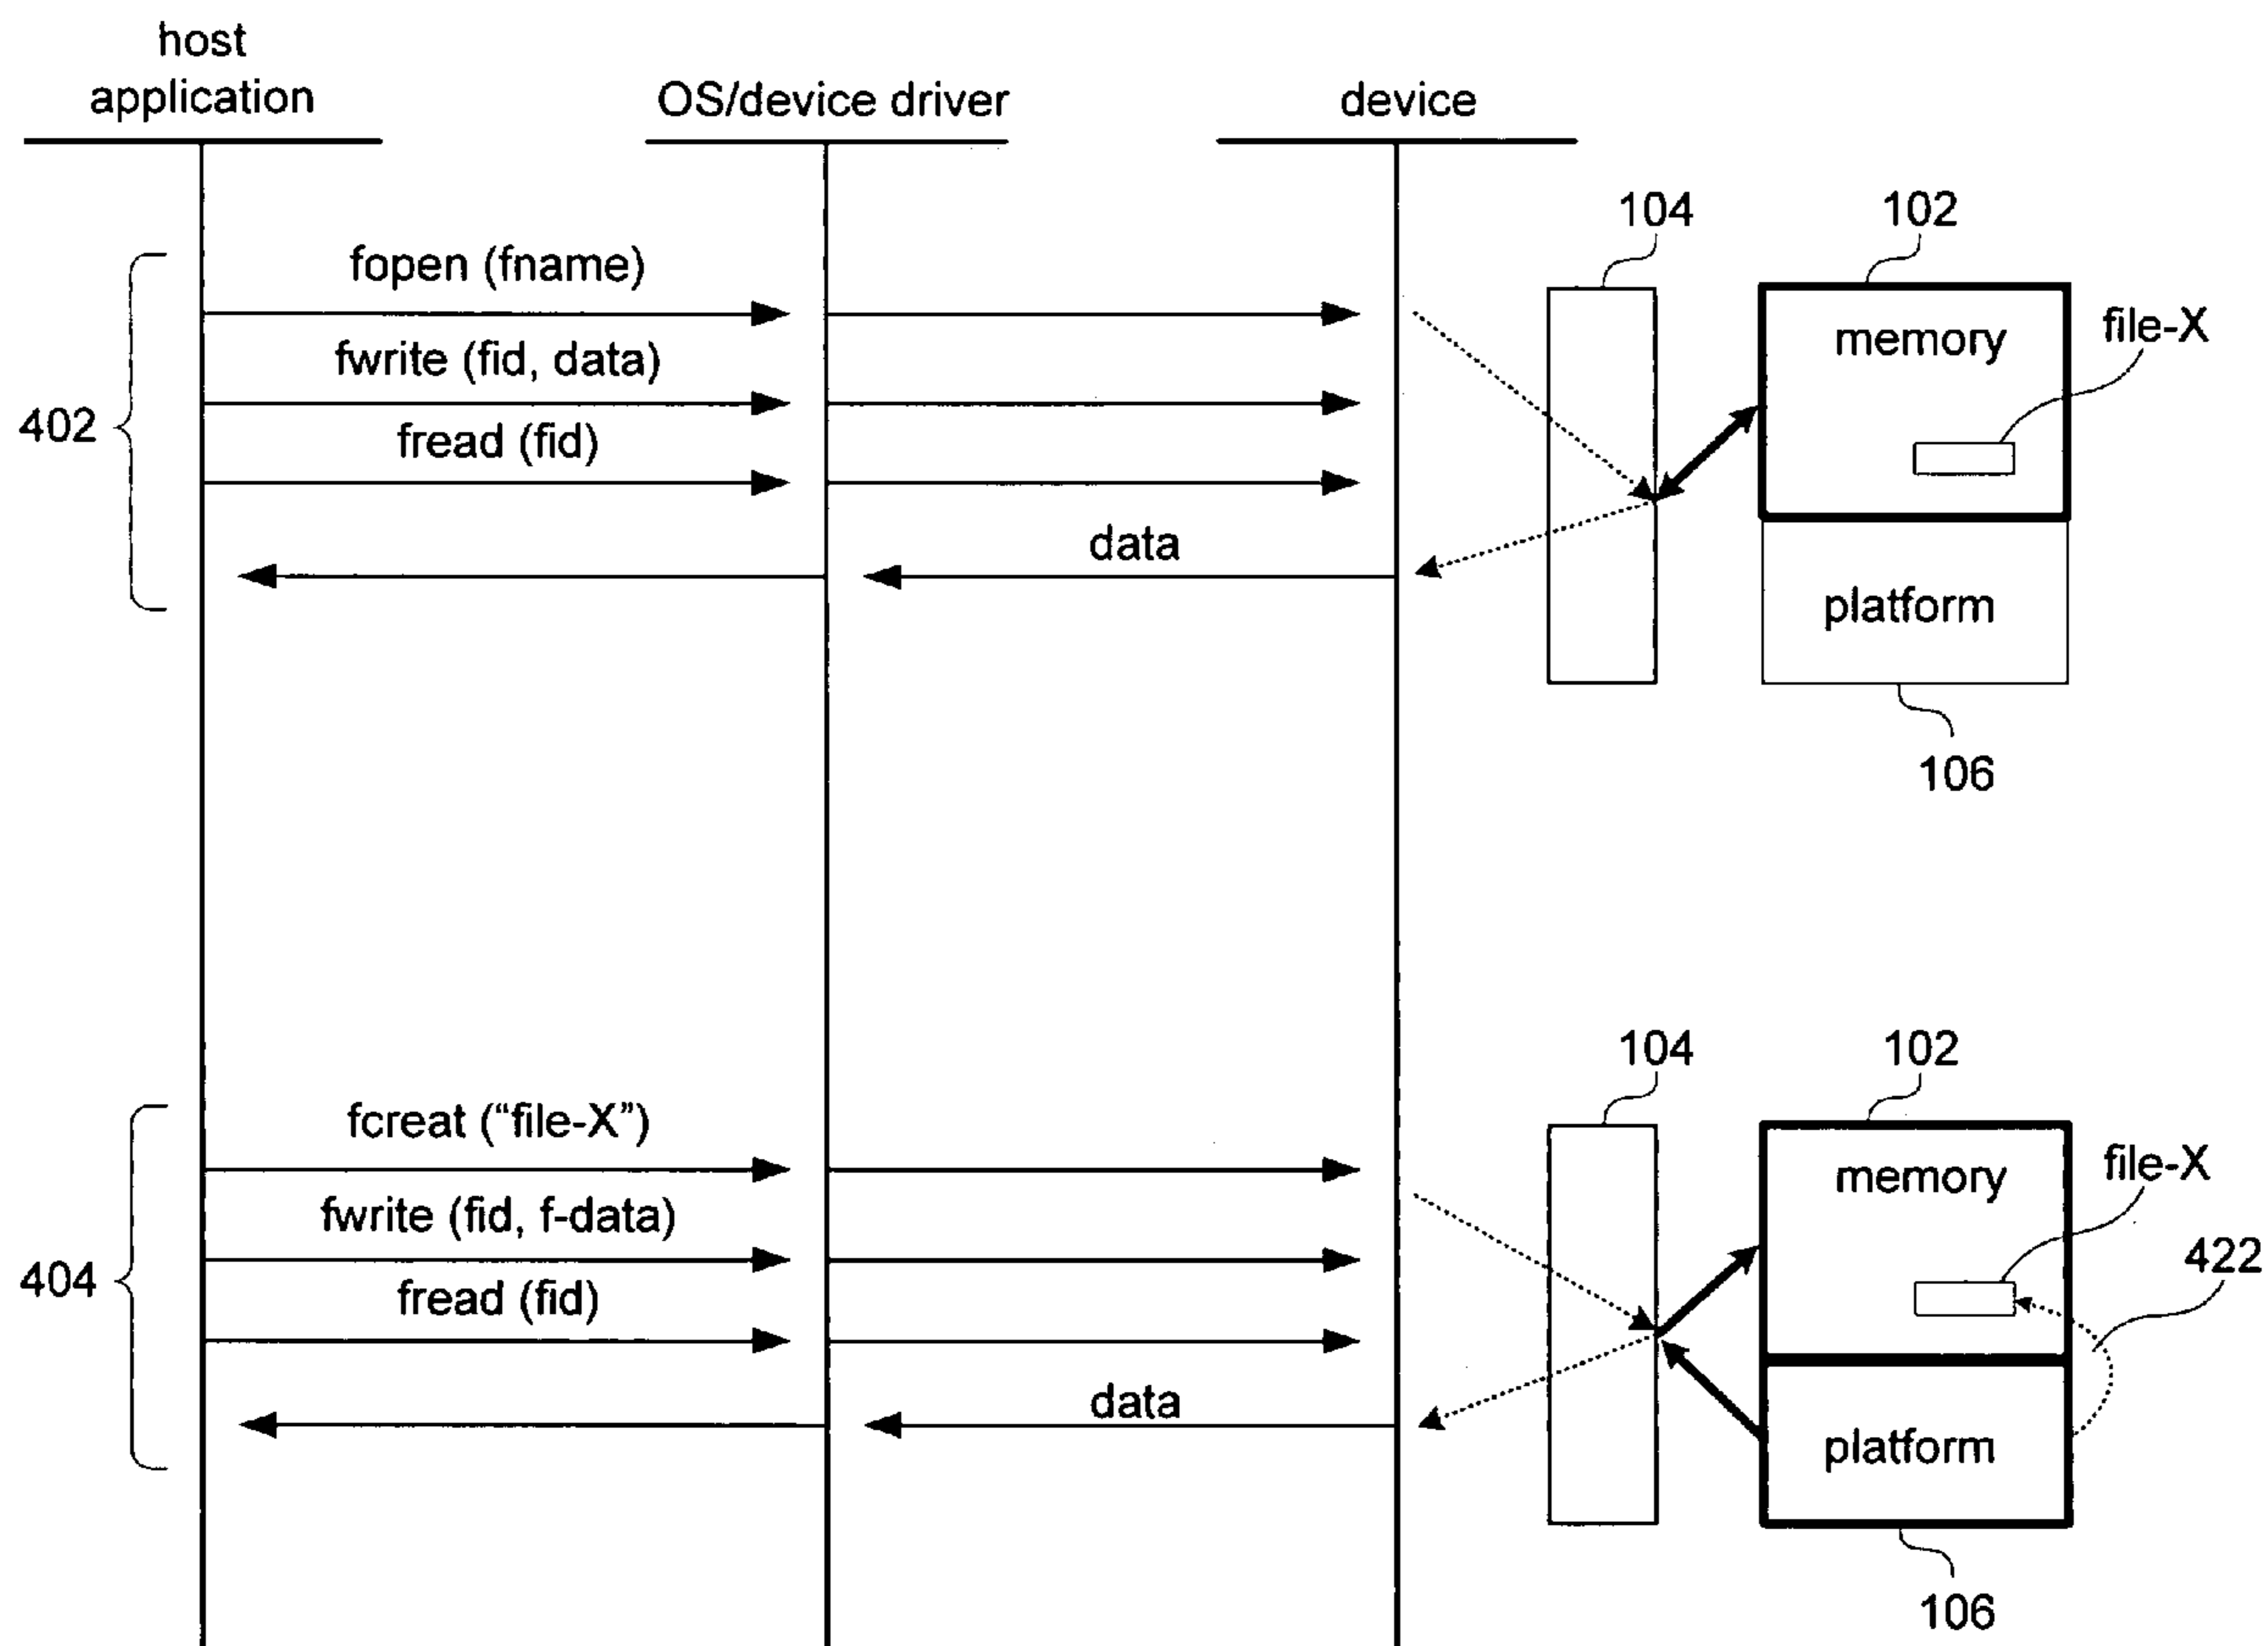 host
application
OS/device driver
device
104
102
fopen (fname)
file-X
memory
fwrite (fid, data)
402
fread (fid)
data
platform
106
104
102
fcreat (“file-X”)
file-X
memory
fwrite (fid, f-data)
422
404
fread (fid)
data
platform
106